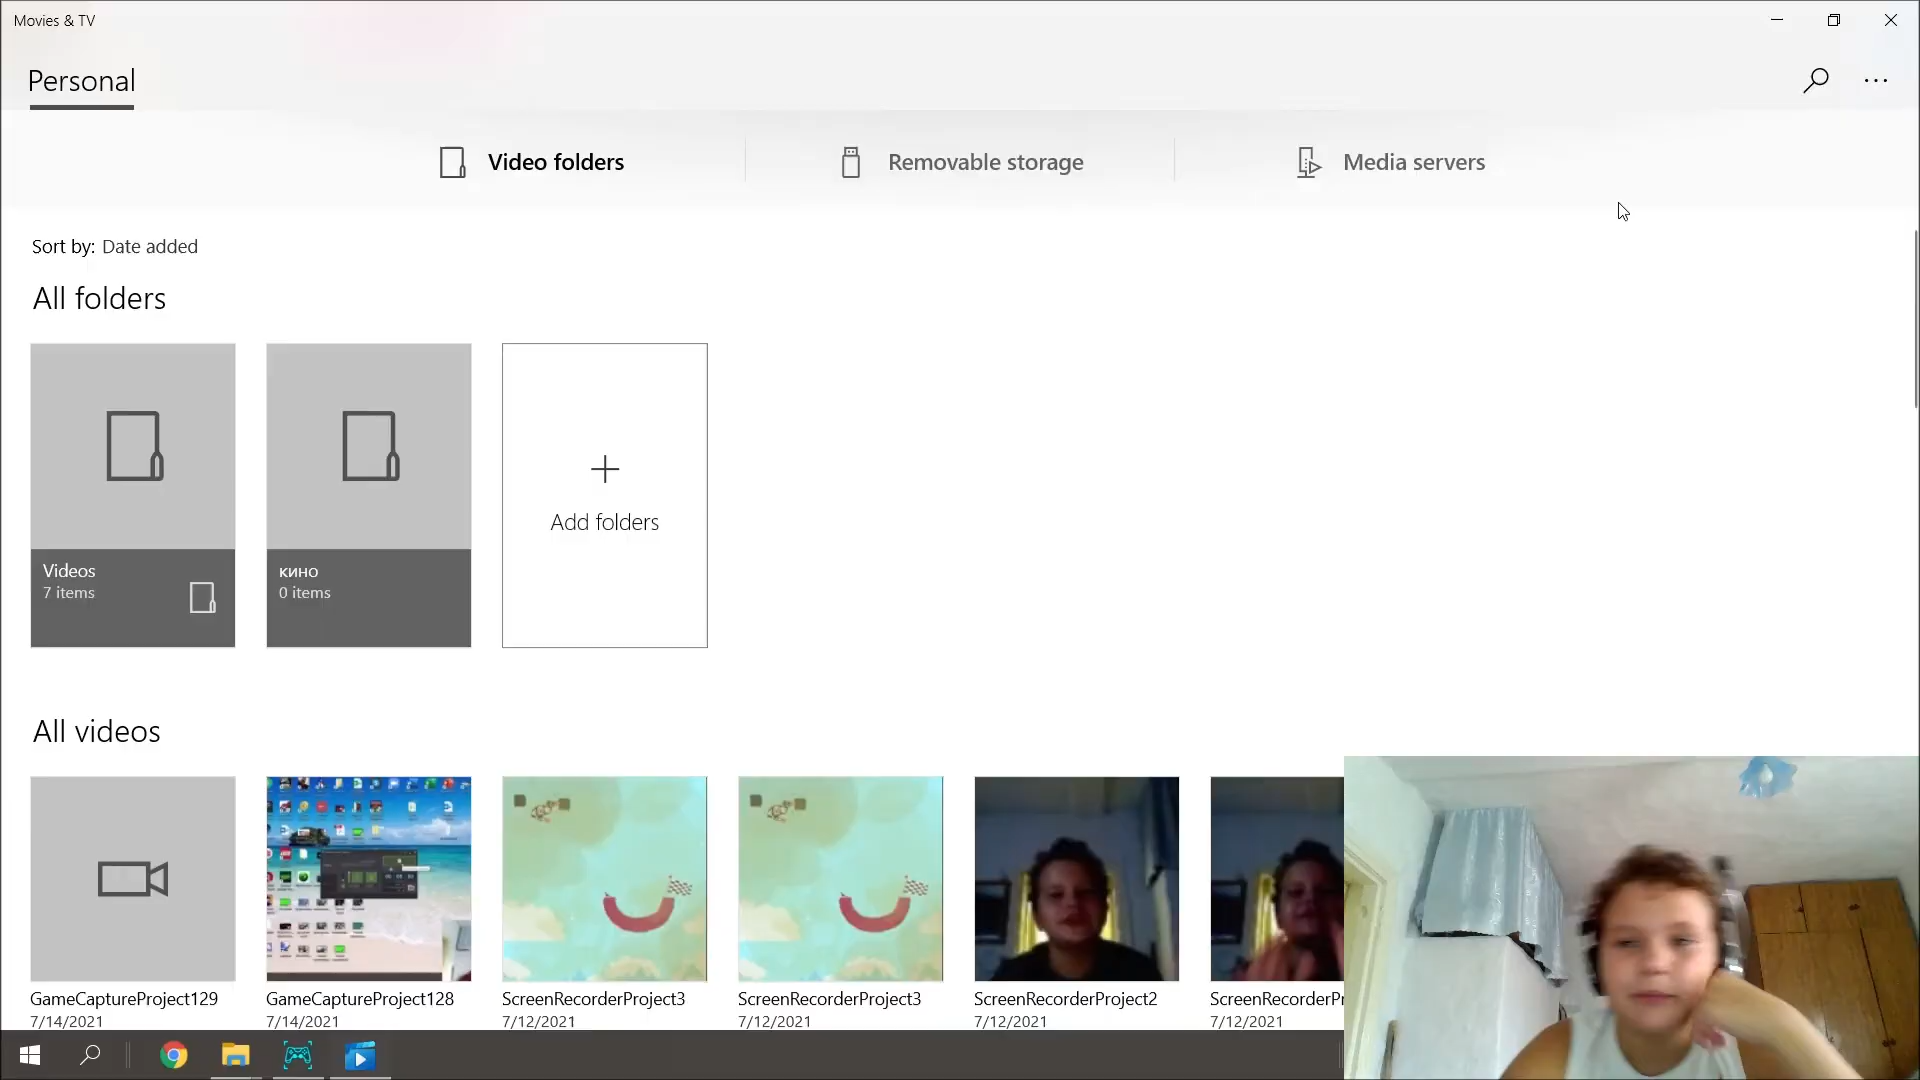 Movies & TV
Personal
Video folders
Removable storage
Media servers
Sort by: Date added
All folders
Videos
7 items
кино
0 items
Add folders
All videos
GameCaptureProject129
7/14/2021
GameCaptureProject128
7/14/2021
ScreenRecorderProject3
7/12/2021
ScreenRecorderProject3
7/12/2021
ScreenRecorderProject2
7/12/2021
ScreenRecorderPr
7/12/2021